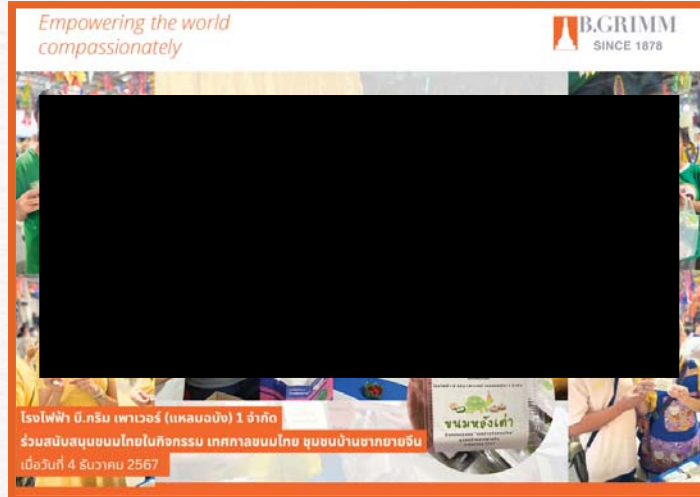 Empowering the world
compassionately
B.GRIMM
SINCE 1878
ขนมหลังเต่า
โรงไฟฟ้า บี.กริม เพาเวอร์ (แหลมฉบัง) 1 จำกัด
ร่วมสนับสนุนขนมไทยในกิจกรรม เทศกาลขนมไทย ชุมชนบ้านชากยายจีน
เมื่อวันที่ 4 ธันวาคม 2567